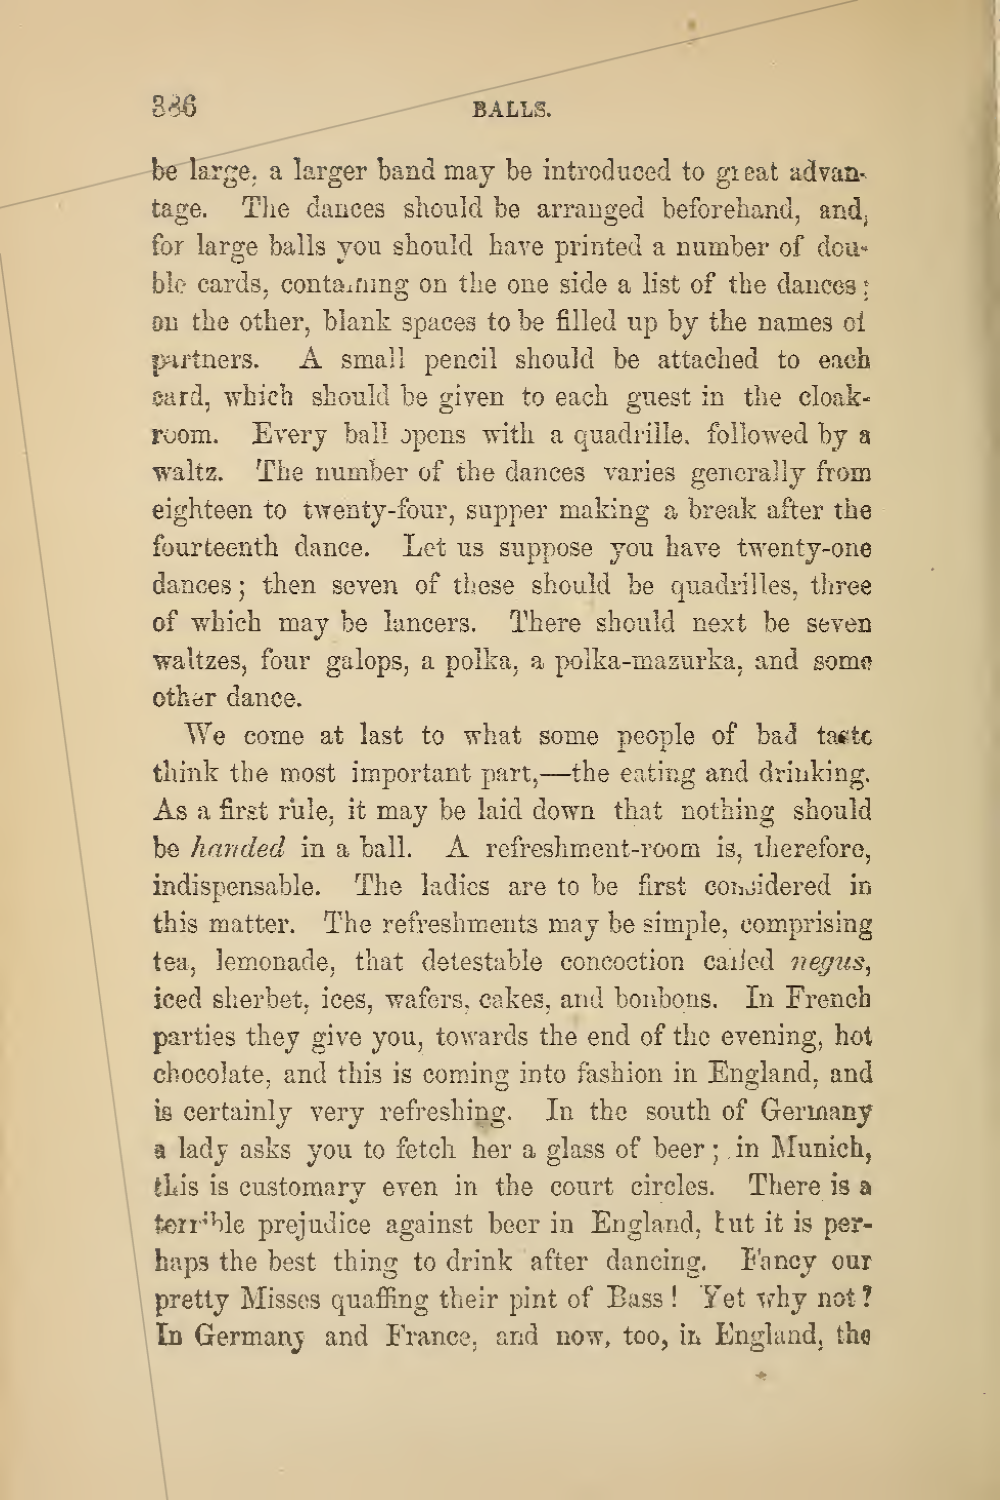 336 BALLS.
be large, a larger band may be introduced to great advan-
tage. The dances should be arranged beforehand, and,
for large balls you should have printed a number of dou-
ble cards, containing on the one side a list of the dances;
on the other, blank spaces to be filled up by the names of
partners. A small pencil should be attached to each
card, which should be given to each guest in the cloak-
room. Every ball opens with a quadrille, followed by a
waltz. The number of the dances varies generally from
eighteen to twenty-four, supper making a break after the
fourteenth dance. Let us suppose you have twenty-one
dances; then seven of these should be quadrilles, three
of which may be lancers. There should next be seven
waltzes, four galops, a polka, a polka-mazurka, and some
other dance.
We come at last to what some people of bad taste
think the most important part,—the eating and drinking.
As a first rule, it may be laid down that nothing should
be handed in a ball. A refreshment-room is, therefore,
indispensable. The ladies are to be first considered in
this matter. The refreshments may be simple, comprising
tea, lemonade, that detestable concoction called negus,
iced sherbet, ices, wafers, cakes, and bonbons. In French
parties they give you, towards the end of the evening, hot
chocolate, and this is coming into fashion in England, and
is certainly very refreshing. In the south of Germany
a lady asks you to fetch her a glass of beer; in Munich,
this is customary even in the court circles. There is a
terrible prejudice against beer in England, but it is per-
haps the best thing to drink after dancing. Fancy our
pretty Misses quaffing their pint of Bass! Yet why not?
In Germany and France, and now, too, in England, the